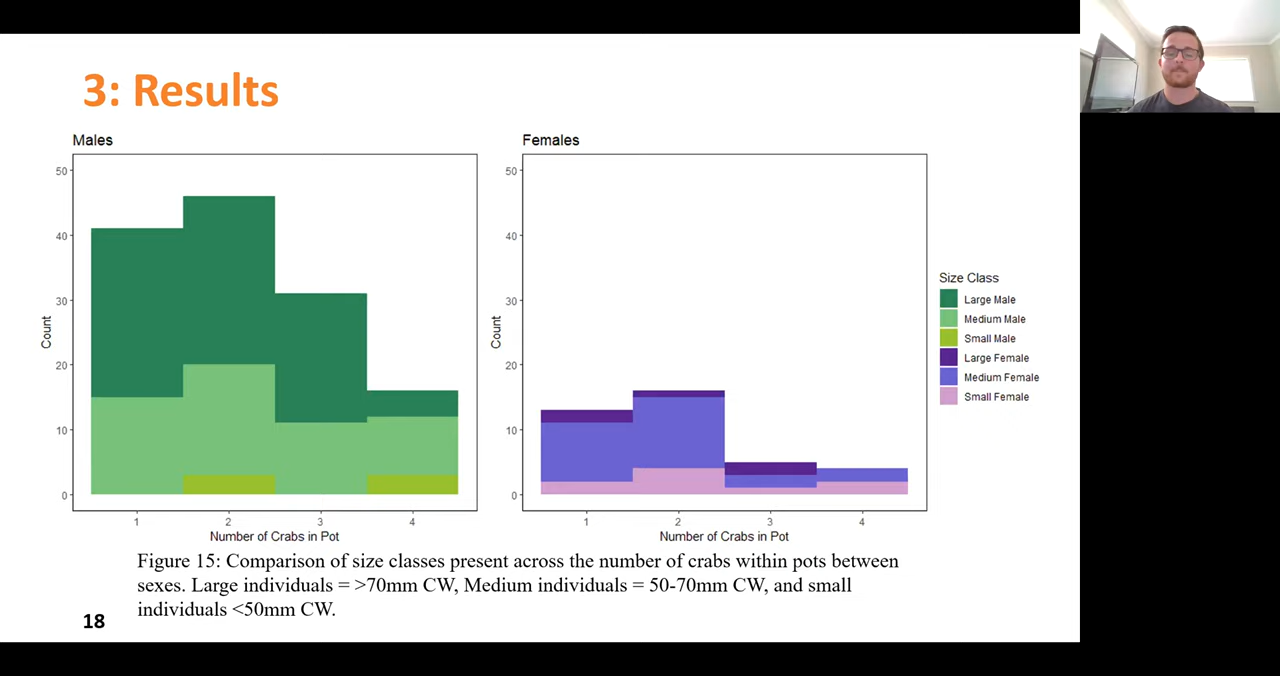 3: Results
Males
50
40
30
20
10
0
Count
1 2 3 4
Number of Crabs in Pot
Females
50
40
30
20
10
0
Count
1 2 3 4
Number of Crabs in Pot
Size Class
Large Male
Medium Male
Small Male
Large Female
Medium Female
Small Female
Figure 15: Comparison of size classes present across the number of crabs within pots between
sexes. Large individuals = >70mm CW, Medium individuals = 50-70mm CW, and small
individuals <50mm CW.
18